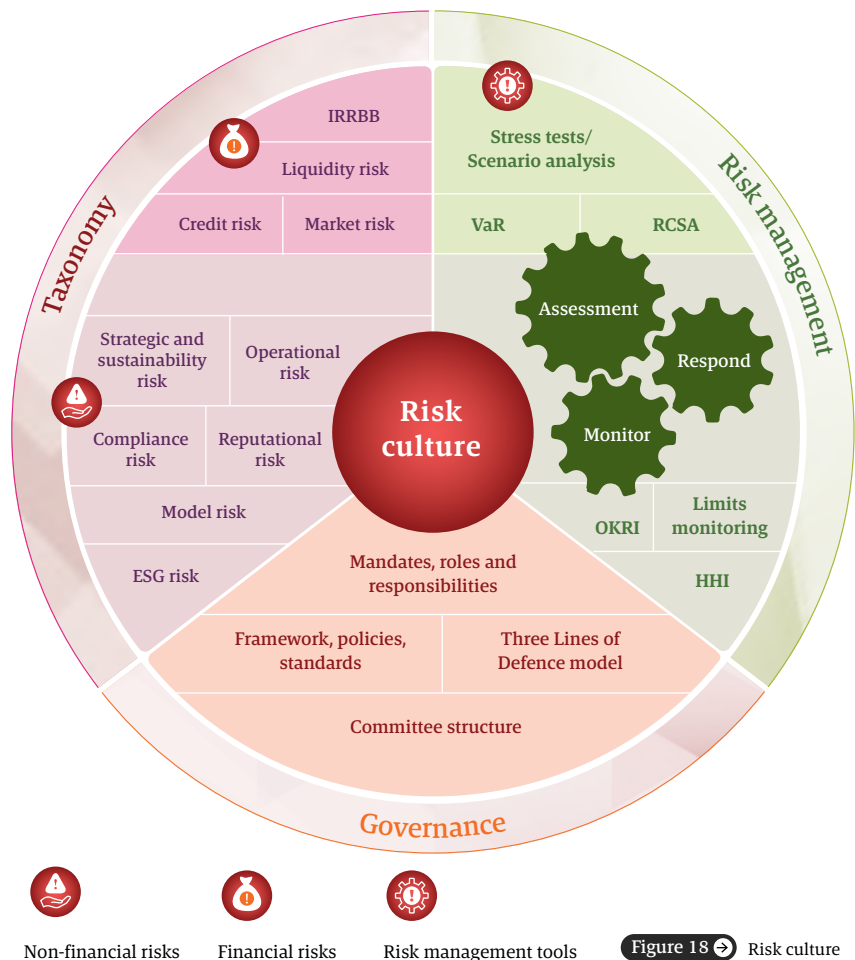 Taxonomy
IRRBB
Liquidity risk
Credit risk
Market risk
Strategic and
sustainability
risk
Operational
risk
Compliance
risk
Reputational
risk
Model risk
ESG risk
Risk management
Stress tests/
Scenario analysis
VaR
RCSA
Assessment
Respond
Monitor
OKRI
Limits
monitoring
HHI
Risk
culture
Mandates, roles and
responsibilities
Framework, policies,
standards
Three Lines of
Defence model
Committee structure
Governance
Non-financial risks
Financial risks
Risk management tools
Figure 18 Risk culture